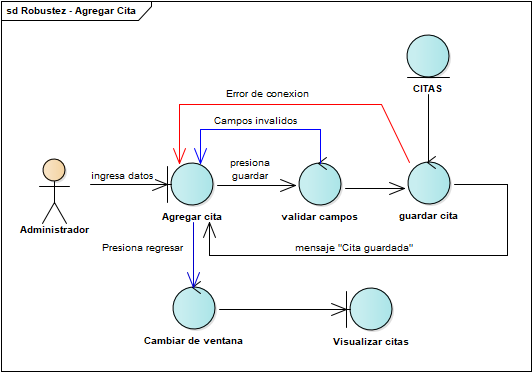 sd Robustez - Agregar Cita
CITAS
Error de conexion
Campos invalidos
ingresa datos
presiona
guardar
Administrador
Agregar cita
validar campos
guardar cita
Presiona regresar
mensaje "Cita guardada"
Cambiar de ventana
Visualizar citas